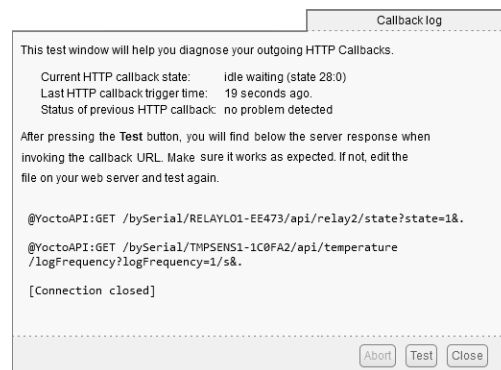 Callback log
This test window will help you diagnose your outgoing HTTP Callbacks.
Current HTTP callback state: idle waiting (state 28:0)
Last HTTP callback trigger time: 19 seconds ago.
Status of previous HTTP callback: no problem detected
After pressing the Test button, you will find below the server response when
invoking the callback URL. Make sure it works as expected. If not, edit the
file on your web server and test again.
@YoctoAPI:GET /bySerial/RELAYLO1-EE473/api/relay2/state?state=1&.
@YoctoAPI:GET /bySerial/TMPSENS1-1C0FA2/api/temperature
/logFrequency?logFrequency=1/s&.
[Connection closed]
Abort Test Close